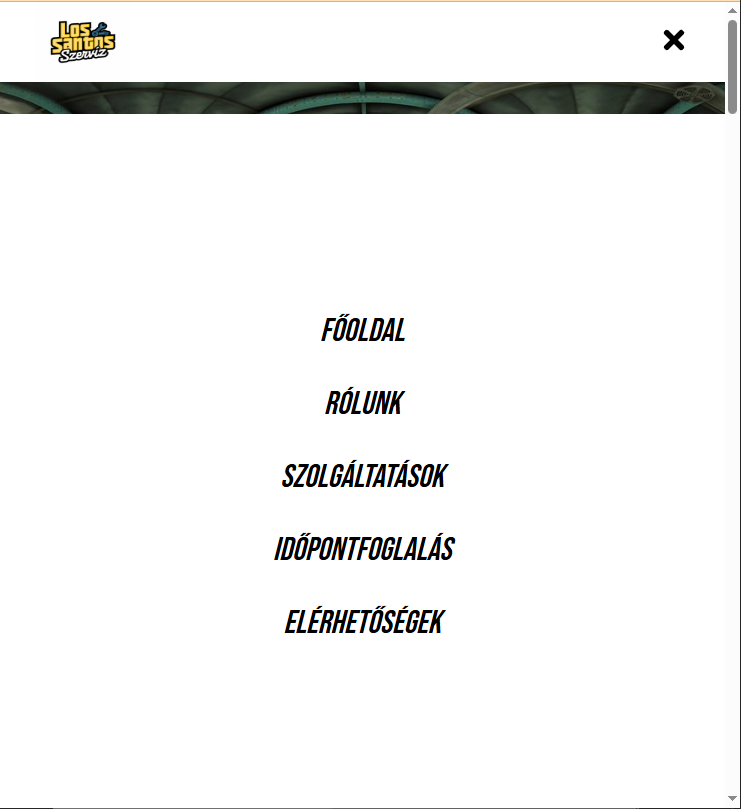 Los
Santos
Szerviz
FŐOLDAL
RÓLUNK
SZOLGÁLTATÁSOK
IDŐPONTFOGLALÁS
ELÉRHETŐSÉGEK